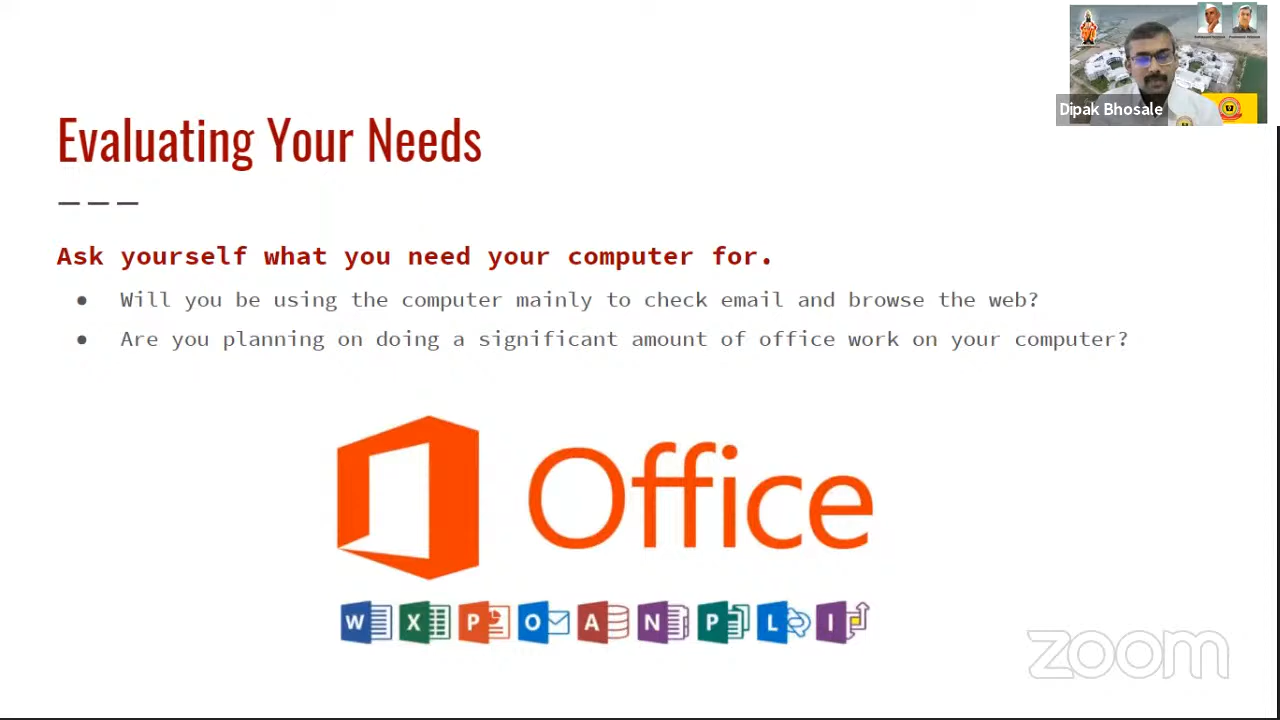 Dipak Bhosale
Evaluating Your Needs
Ask yourself what you need your computer for.
● Will you be using the computer mainly to check email and browse the web?
● Are you planning on doing a significant amount of office work on your computer?
Office
W X P O A N P L I
zoom